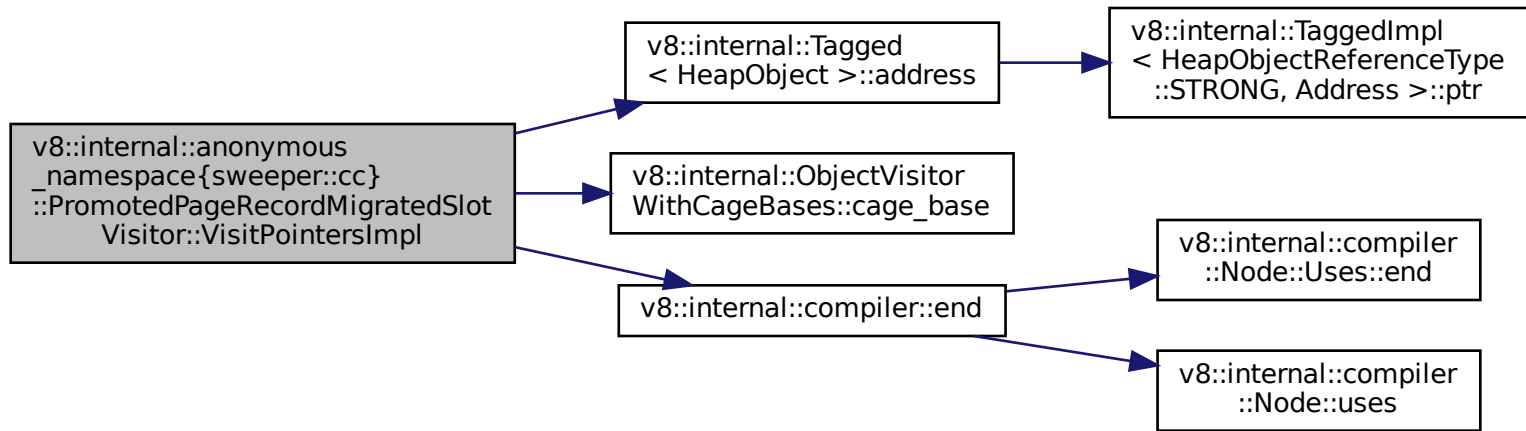 v8::internal::anonymous
_namespace{sweeper::cc}
::PromotedPageRecordMigratedSlot
Visitor::VisitPointersImpl
v8::internal::Tagged
< HeapObject >::address
v8::internal::TaggedImpl
< HeapObjectReferenceType
::STRONG, Address >::ptr
v8::internal::ObjectVisitor
WithCageBases::cage_base
v8::internal::compiler::end
v8::internal::compiler
::Node::Uses::end
v8::internal::compiler
::Node::uses